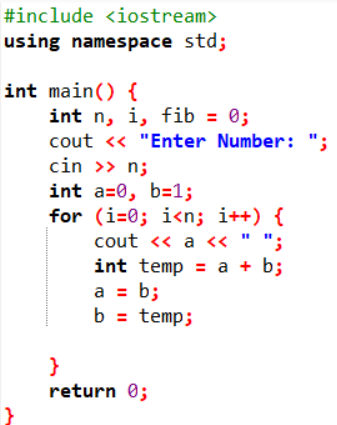 #include <iostream>
using namespace std;
int main() {
int n, i, fib = 0;
cout << "Enter Number: ";
cin >> n;
int a=0, b=1;
for (i=0; i<n; i++) {
cout << a << " ";
int temp = a + b;
a = b;
b = temp;
}
return 0;
}